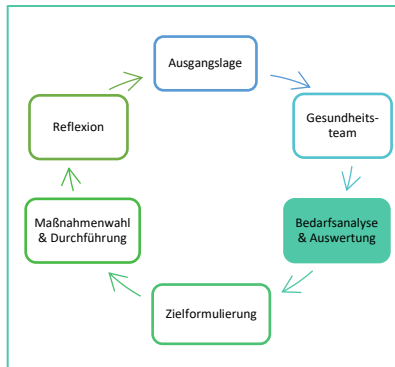 Ausgangslage
Gesundheits-
team
Bedarfsanalyse
& Auswertung
Zielformulierung
Maßnahmenwahl
& Durchführung
Reflexion